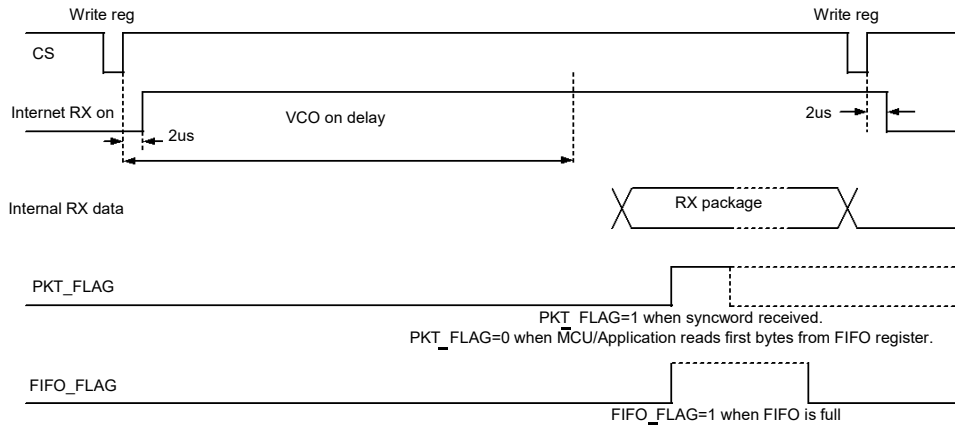 Write reg
Write reg
CS
Internet RX on
2us
VCO on delay
2us
Internal RX data
RX package
PKT_FLAG
PKT_FLAG=1 when syncword received.
PKT_FLAG=0 when MCU/Application reads first bytes from FIFO register.
FIFO_FLAG
FIFO_FLAG=1 when FIFO is full